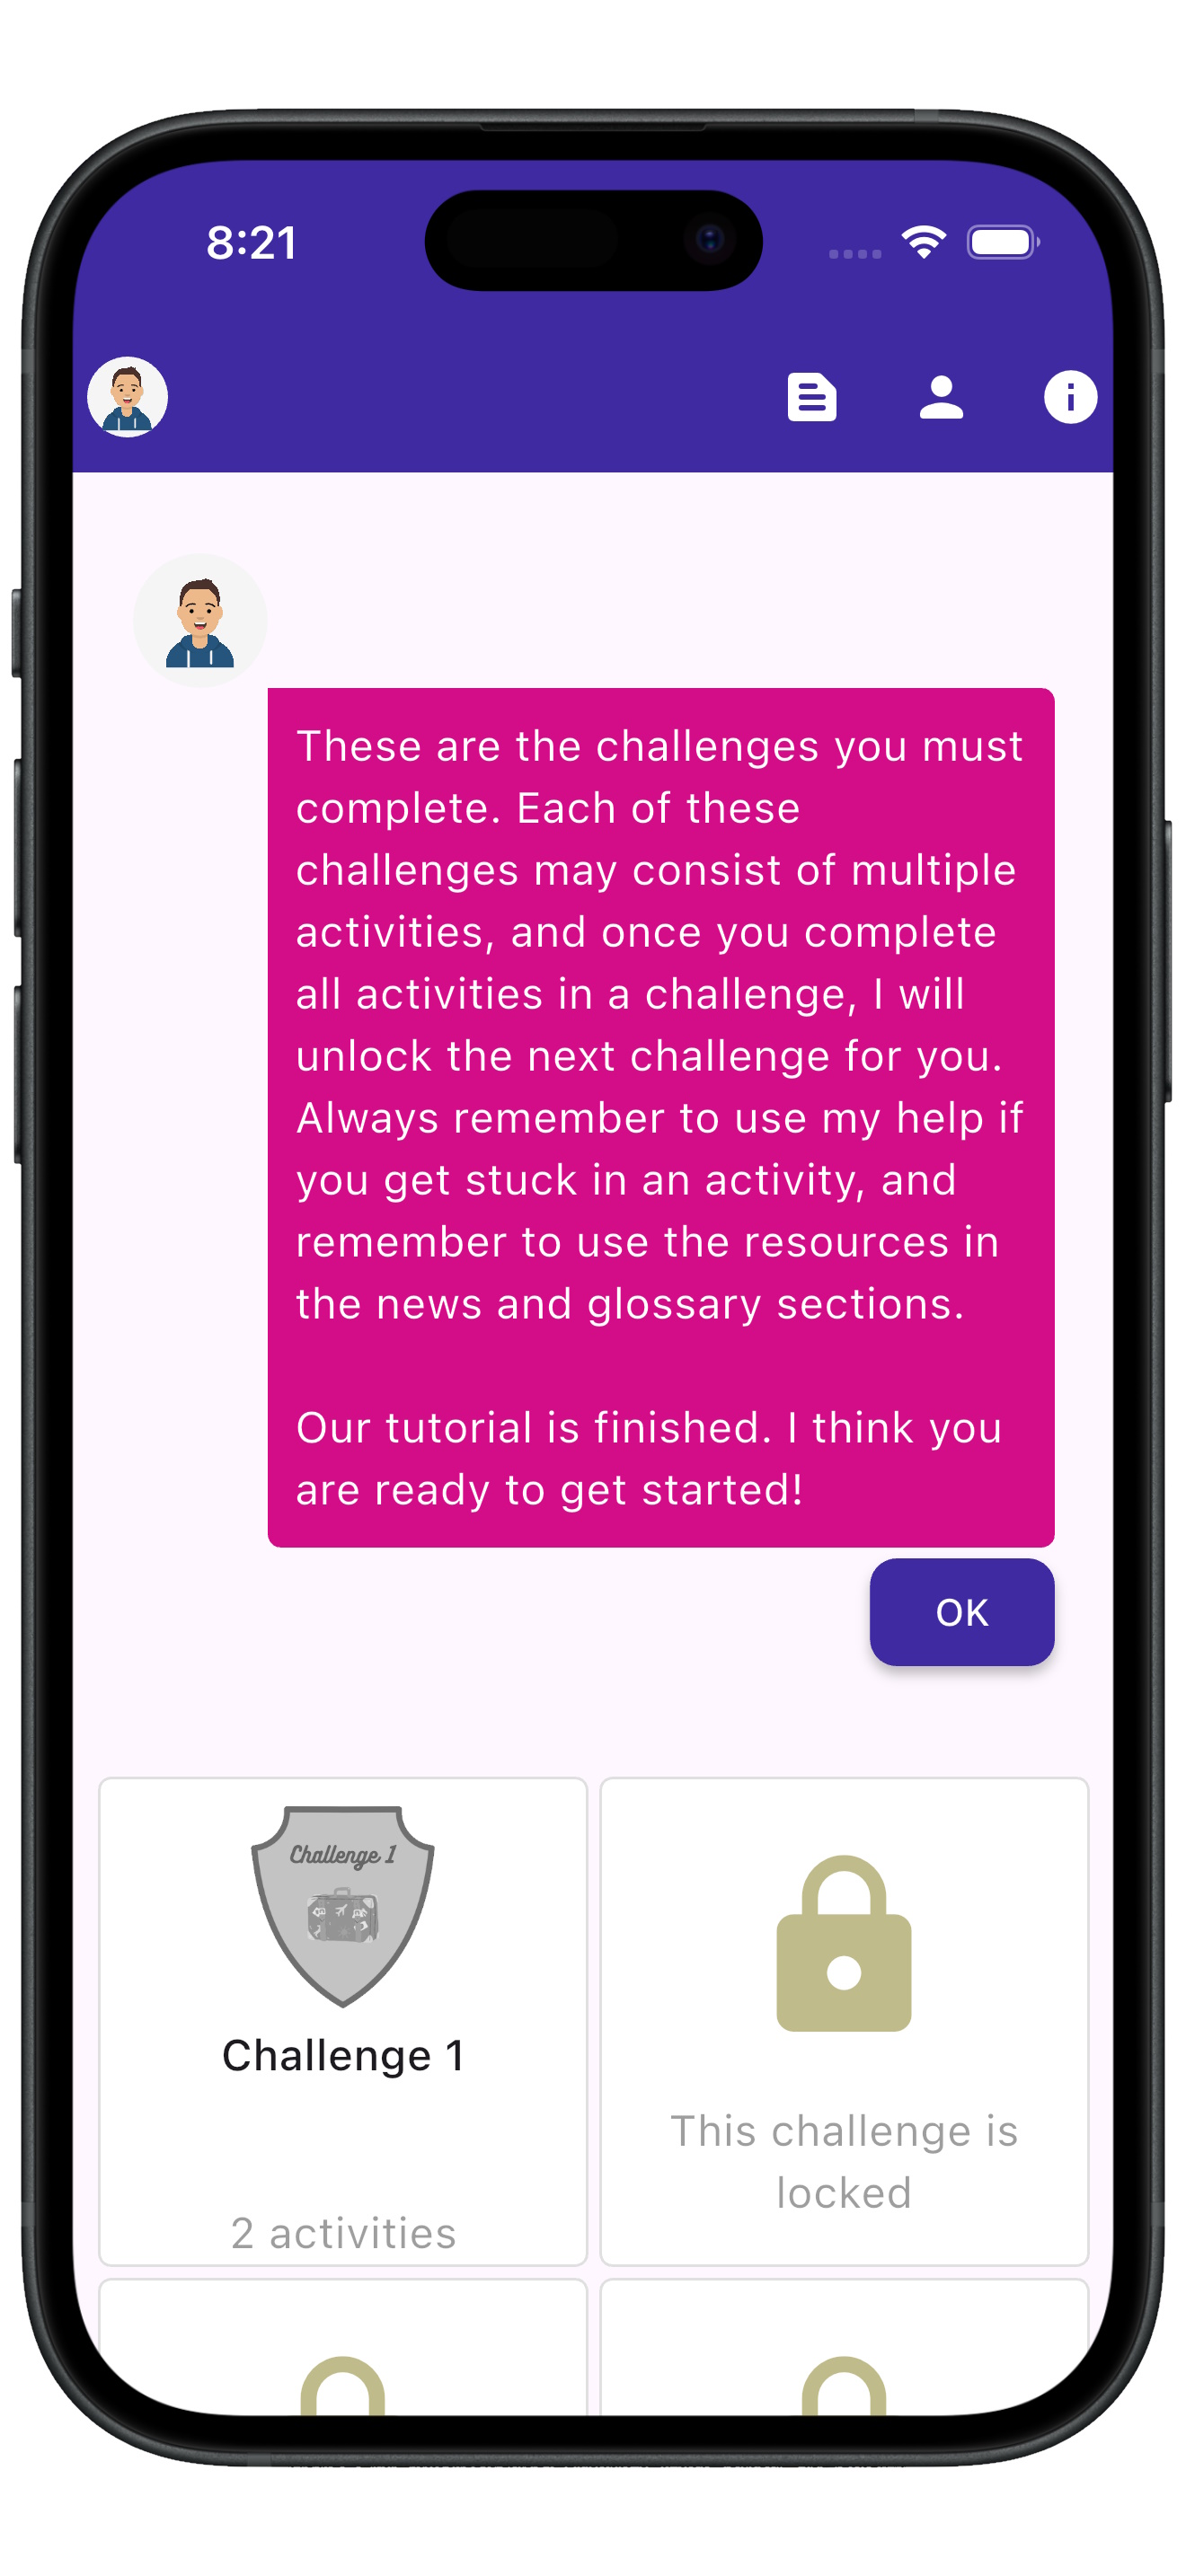 8:21
These are the challenges you must
complete. Each of these
challenges may consist of multiple
activities, and once you complete
all activities in a challenge, I will
unlock the next challenge for you.
Always remember to use my help if
you get stuck in an activity, and
remember to use the resources in
the news and glossary sections.
Our tutorial is finished. I think you
are ready to get started!
OK
Challenge 1
Challenge 1
2 activities
This challenge is
locked